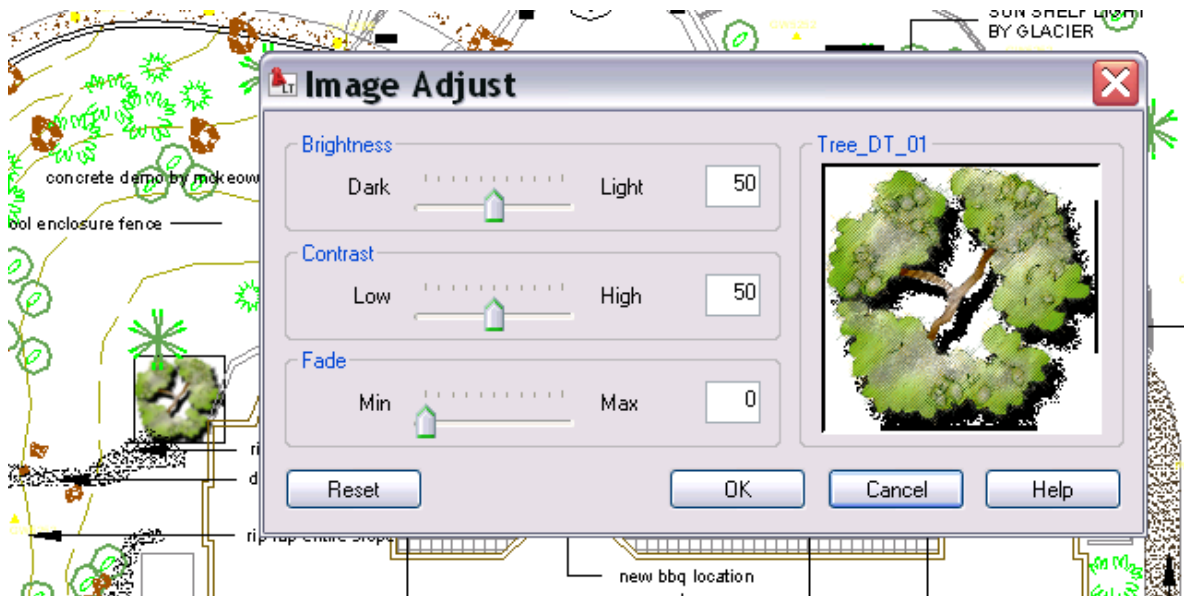 SUN SHELF LIGHT
BY GLACIER
LT Image Adjust
Brightness
Dark
Light
50
Contrast
Low
High
50
Fade
Min
Max
0
Tree_DT_01
Reset
OK
Cancel
Help
concrete demo by mckeow
ool enclosure fence
ri
d
rip rap entire slope
new bbq location